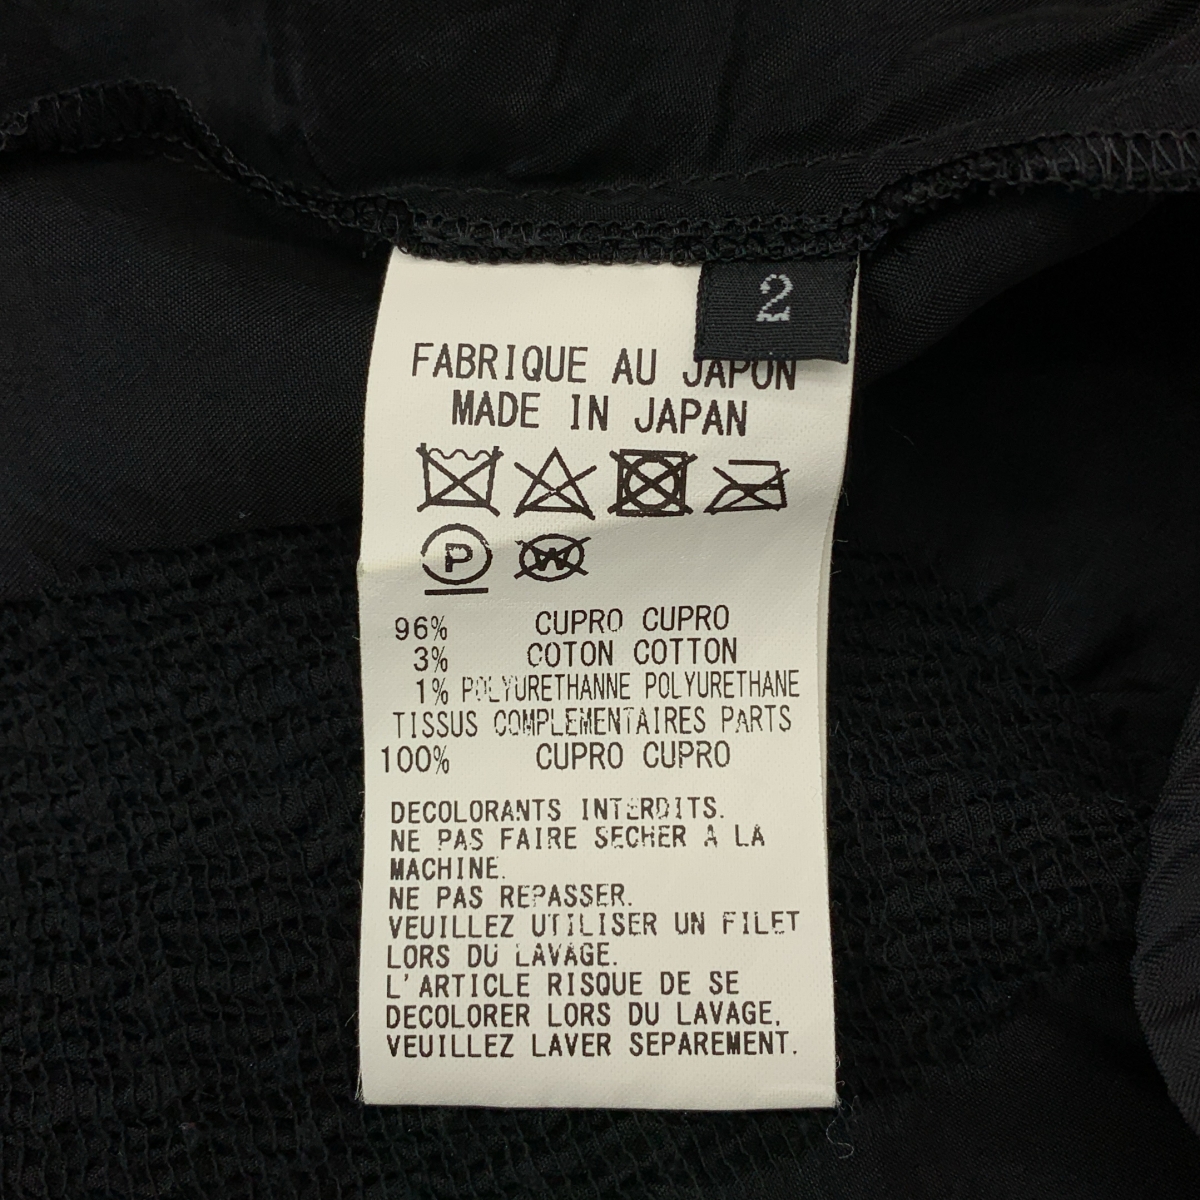 2
FABRIQUE AU JAPON
MADE IN JAPAN
P W
96% CUPRO CUPRO
3% COTON COTTON
1% POLYURETHANNE POLYURETHANE
TISSUS COMPLEMENTAIRES PARTS
100% CUPRO CUPRO
DECOLORANTS INTERDITS.
NE PAS FAIRE SECHER A LA
MACHINE.
NE PAS REPASSER.
VEUILLEZ UTILISER UN FILET
LORS DU LAVAGE.
L'ARTICLE RISQUE DE SE
DECOLORER LORS DU LAVAGE.
VEUILLEZ LAVER SEPAREMENT.